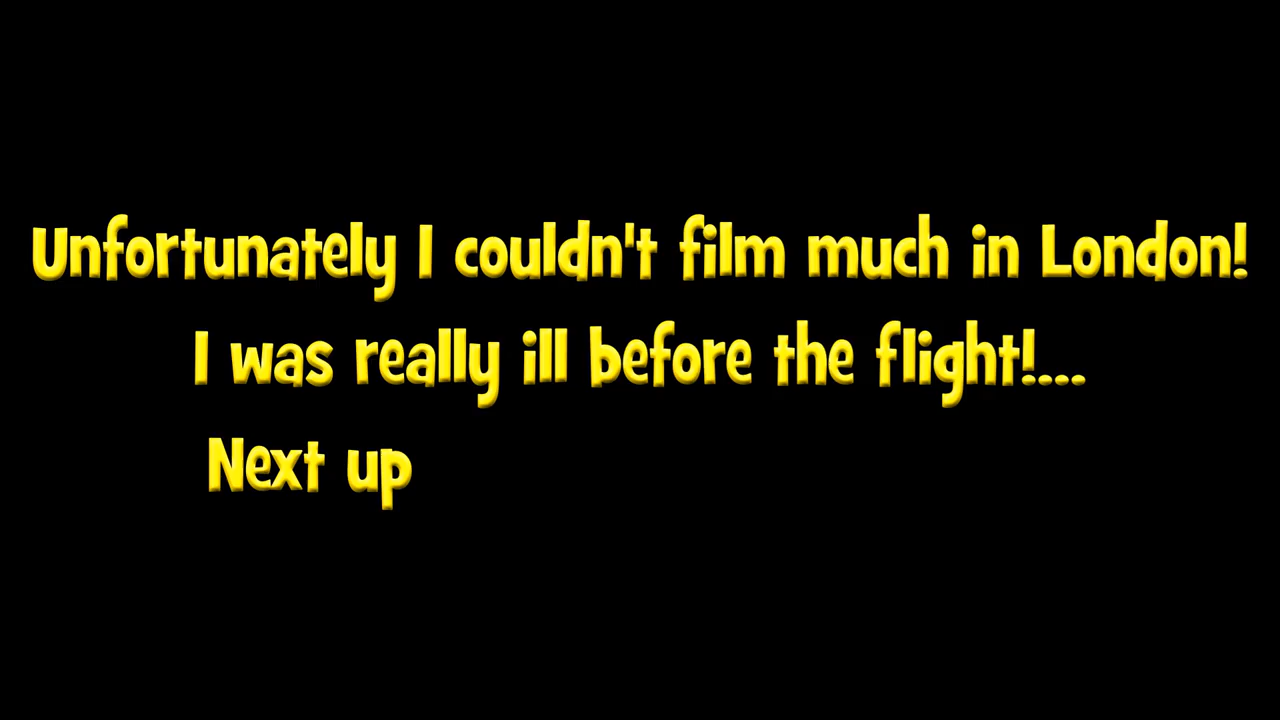 Unfortunately I couldn't film much in London!
I was really ill before the flight!....
Next up